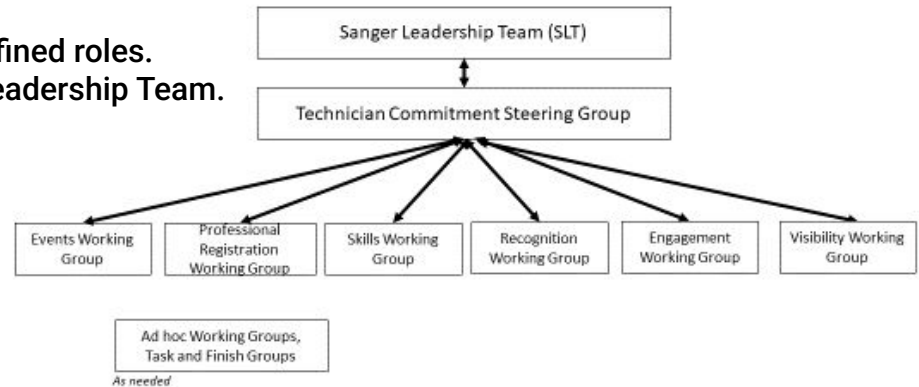 fined roles.
eadership Team.
Sanger Leadership Team (SLT)
Technician Commitment Steering Group
Events Working
Group
Professional
Registration
Working Group
Skills Working
Group
Recognition
Working Group
Engagement
Working Group
Visibility Working
Group
Ad hoc Working Groups,
Task and Finish Groups
As needed